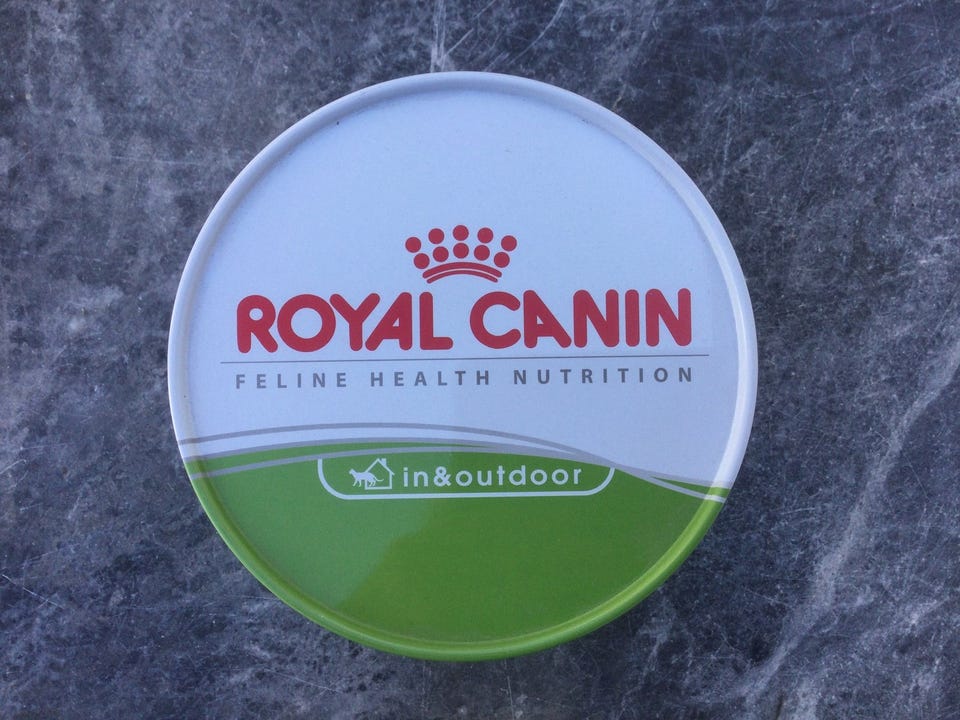 ROYAL CANIN
FELINE HEALTH NUTRITION
in&outdoor